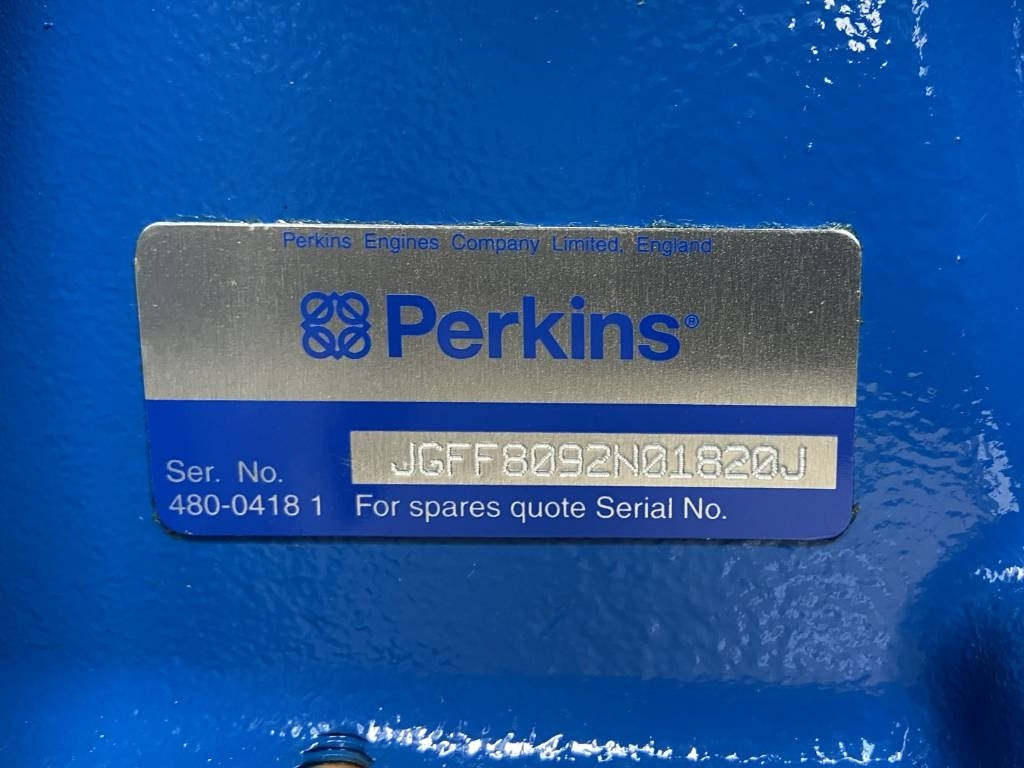 Perkins Engines Company Limited, England
Perkins®
Ser. No. JGFF8092N01820J
480-0418 1 For spares quote Serial No.